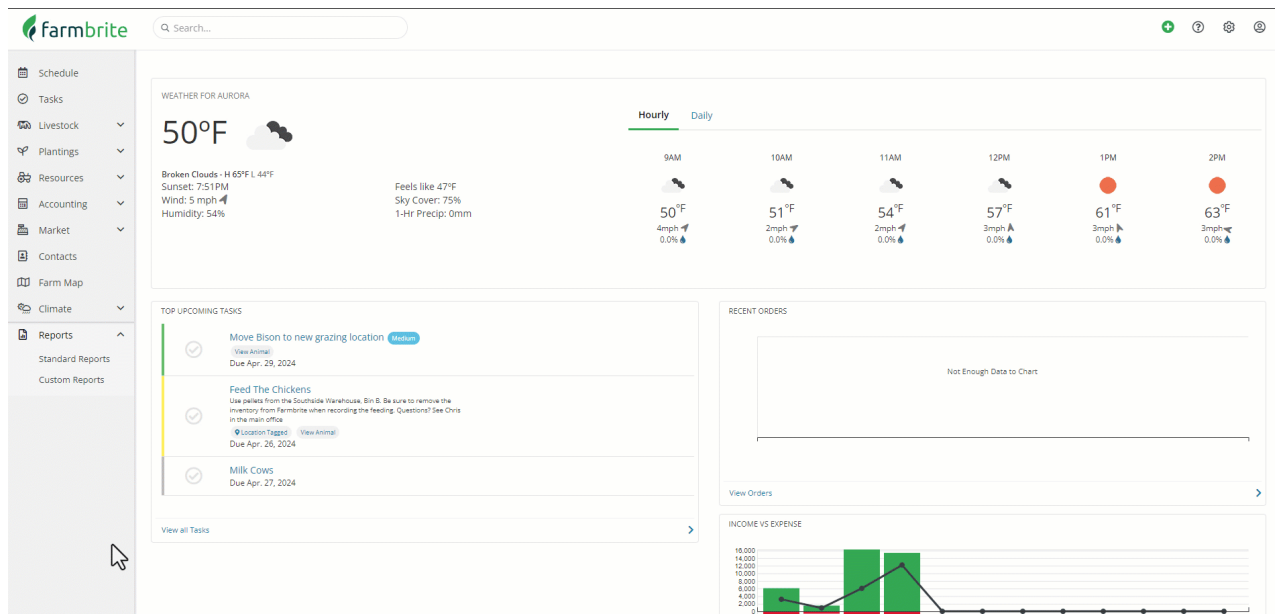 farmbrite
Search...
Schedule
Tasks
Livestock
Plantings
Resources
Accounting
Market
Contacts
Farm Map
Climate
Reports
Standard Reports
Custom Reports
WEATHER FOR AURORA
50°F
Broken Clouds - H 65°F L 44°F
Sunset: 7:51PM
Wind: 5 mph
Humidity: 54%
Feels like 47°F
Sky Cover: 75%
1-Hr Precip: 0mm
Hourly Daily
9AM 10AM 11AM 12PM 1PM 2PM
50°F 51°F 54°F 57°F 61°F 63°F
4mph 2mph 2mph 3mph 3mph 3mph
0.0% 0.0% 0.0% 0.0% 0.0% 0.0%
TOP UPCOMING TASKS
Move Bison to new grazing location Medium
View Animal
Due Apr. 29, 2024
Feed The Chickens
Use pellets from the Southside Warehouse, Bin B. Be sure to remove the
inventory from Farmbrite when recording the feeding. Questions? See Chris
in the main office
Location Tagged View Animal
Due Apr. 26, 2024
Milk Cows
Due Apr. 27, 2024
View all Tasks
RECENT ORDERS
Not Enough Data to Chart
View Orders
INCOME VS EXPENSE
16,000
14,000
12,000
10,000
8,000
6,000
4,000
2,000
0